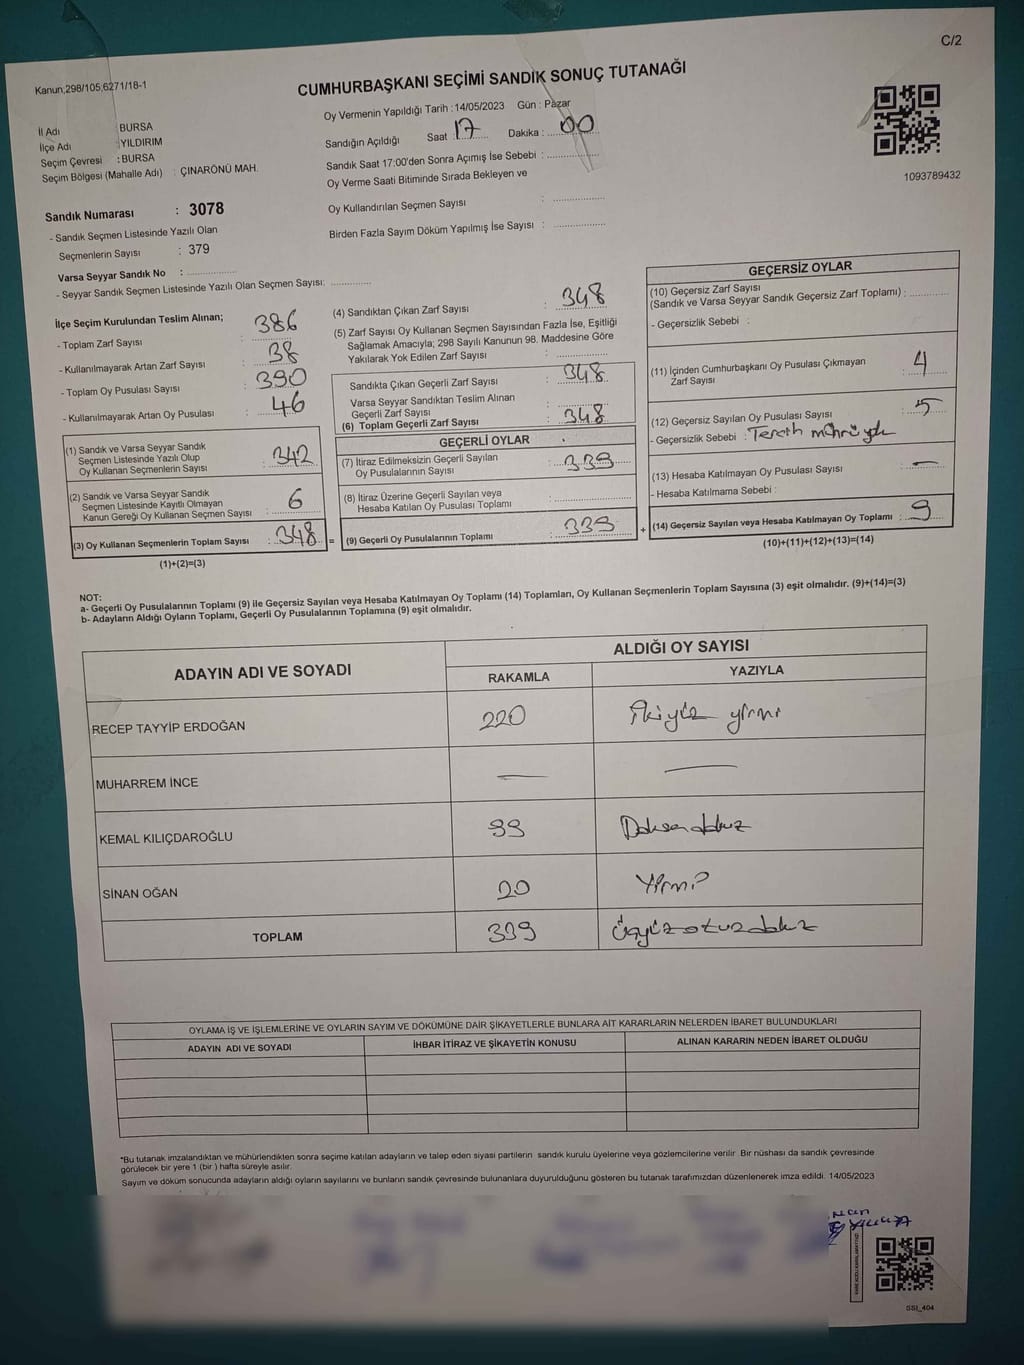 C/2
Kanun,298/105,6271/18-1
CUMHURBAŞKANI SEÇİMİ SANDIK SONUÇ TUTANAĞI
Oy Vermenin Yapıldığı Tarih : 14/05/2023 Gün : Pazar
İl Adı : BURSA
İlçe Adı : YILDIRIM
Seçim Çevresi : BURSA
Seçim Bölgesi (Mahalle Adı) : ÇINARÖNÜ MAH.
Sandığın Açıldığı Saat : 17 Dakika : 00
Sandık Saat 17:00'den Sonra Açımış İse Sebebi :
Oy Verme Saati Bitiminde Sırada Bekleyen ve
Oy Kullandırılan Seçmen Sayısı :
Birden Fazla Sayım Döküm Yapılmış İse Sayısı :
1093789432
Sandık Numarası : 3078
- Sandık Seçmen Listesinde Yazılı Olan
Seçmenlerin Sayısı : 379
Varsa Seyyar Sandık No :
- Seyyar Sandık Seçmen Listesinde Yazılı Olan Seçmen Sayısı:
İlçe Seçim Kurulundan Teslim Alınan;
- Toplam Zarf Sayısı : 386
- Kullanılmayarak Artan Zarf Sayısı : 38
- Toplam Oy Pusulası Sayısı : 390
- Kullanılmayarak Artan Oy Pusulası : 46
(1) Sandık ve Varsa Seyyar Sandık
Seçmen Listesinde Yazılı Olup
Oy Kullanan Seçmenlerin Sayısı : 342
(2) Sandık ve Varsa Seyyar Sandık
Seçmen Listesinde Kayıtlı Olmayan
Kanun Gereği Oy Kullanan Seçmen Sayısı : 6
(3) Oy Kullanan Seçmenlerin Toplam Sayısı : 348 =
(1)+(2)=(3)
(4) Sandıktan Çıkan Zarf Sayısı : 348
(5) Zarf Sayısı Oy Kullanan Seçmen Sayısından Fazla İse, Eşitliği
Sağlamak Amacıyla; 298 Sayılı Kanunun 98. Maddesine Göre
Yakılarak Yok Edilen Zarf Sayısı :
Sandıkta Çıkan Geçerli Zarf Sayısı : 348
Varsa Seyyar Sandıktan Teslim Alınan
Geçerli Zarf Sayısı :
(6) Toplam Geçerli Zarf Sayısı : 348
GEÇERLİ OYLAR
(7) İtiraz Edilmeksizin Geçerli Sayılan
Oy Pusulalarının Sayısı : 339
(8) İtiraz Üzerine Geçerli Sayılan veya
Hesaba Katılan Oy Pusulası Toplamı :
(9) Geçerli Oy Pusulalarının Toplamı : 339 +
GEÇERSİZ OYLAR
(10) Geçersiz Zarf Sayısı
(Sandık ve Varsa Seyyar Sandık Geçersiz Zarf Toplamı) :
- Geçersizlik Sebebi :
(11) İçinden Cumhurbaşkanı Oy Pusulası Çıkmayan
Zarf Sayısı : 4
(12) Geçersiz Sayılan Oy Pusulası Sayısı : 5
- Geçersizlik Sebebi :
(13) Hesaba Katılmayan Oy Pusulası Sayısı : —
- Hesaba Katılmama Sebebi :
(14) Geçersiz Sayılan veya Hesaba Katılmayan Oy Toplamı : 9
(10)+(11)+(12)+(13)=(14)
NOT:
a- Geçerli Oy Pusulalarının Toplamı (9) ile Geçersiz Sayılan veya Hesaba Katılmayan Oy Toplamı (14) Toplamları, Oy Kullanan Seçmenlerin Toplam Sayısına (3) eşit olmalıdır. (9)+(14)=(3)
b- Adayların Aldığı Oyların Toplamı, Geçerli Oy Pusulalarının Toplamına (9) eşit olmalıdır.
ADAYIN ADI VE SOYADI
ALDIĞI OY SAYISI
RAKAMLA YAZIYLA
RECEP TAYYİP ERDOĞAN 220 İkiyüz yirmi
MUHARREM İNCE — —
KEMAL KILIÇDAROĞLU 99 Doksandokuz
SİNAN OĞAN 20 Yirmi
TOPLAM 339 Üçyüzotuzdokuz
OYLAMA İŞ VE İŞLEMLERİNE VE OYLARIN SAYIM VE DÖKÜMÜNE DAİR ŞİKAYETLERLE BUNLARA AİT KARARLARIN NELERDEN İBARET BULUNDUKLARI
ADAYIN ADI VE SOYADI İHBAR İTİRAZ VE ŞİKAYETİN KONUSU ALINAN KARARIN NEDEN İBARET OLDUĞU
*Bu tutanak imzalandıktan ve mühürlendikten sonra seçime katılan adayların ve talep eden siyasi partilerin sandık kurulu üyelerine veya gözlemcilerine verilir. Bir nüshası da sandık çevresinde
görülecek bir yere 1 (bir ) hafta süreyle asılır.
Sayım ve döküm sonucunda adayların aldığı oyların sayılarını ve bunların sandık çevresinde bulunanlara duyurulduğunu gösteren bu tutanak tarafımızdan düzenlenerek imza edildi. 14/05/2023
SSI_404